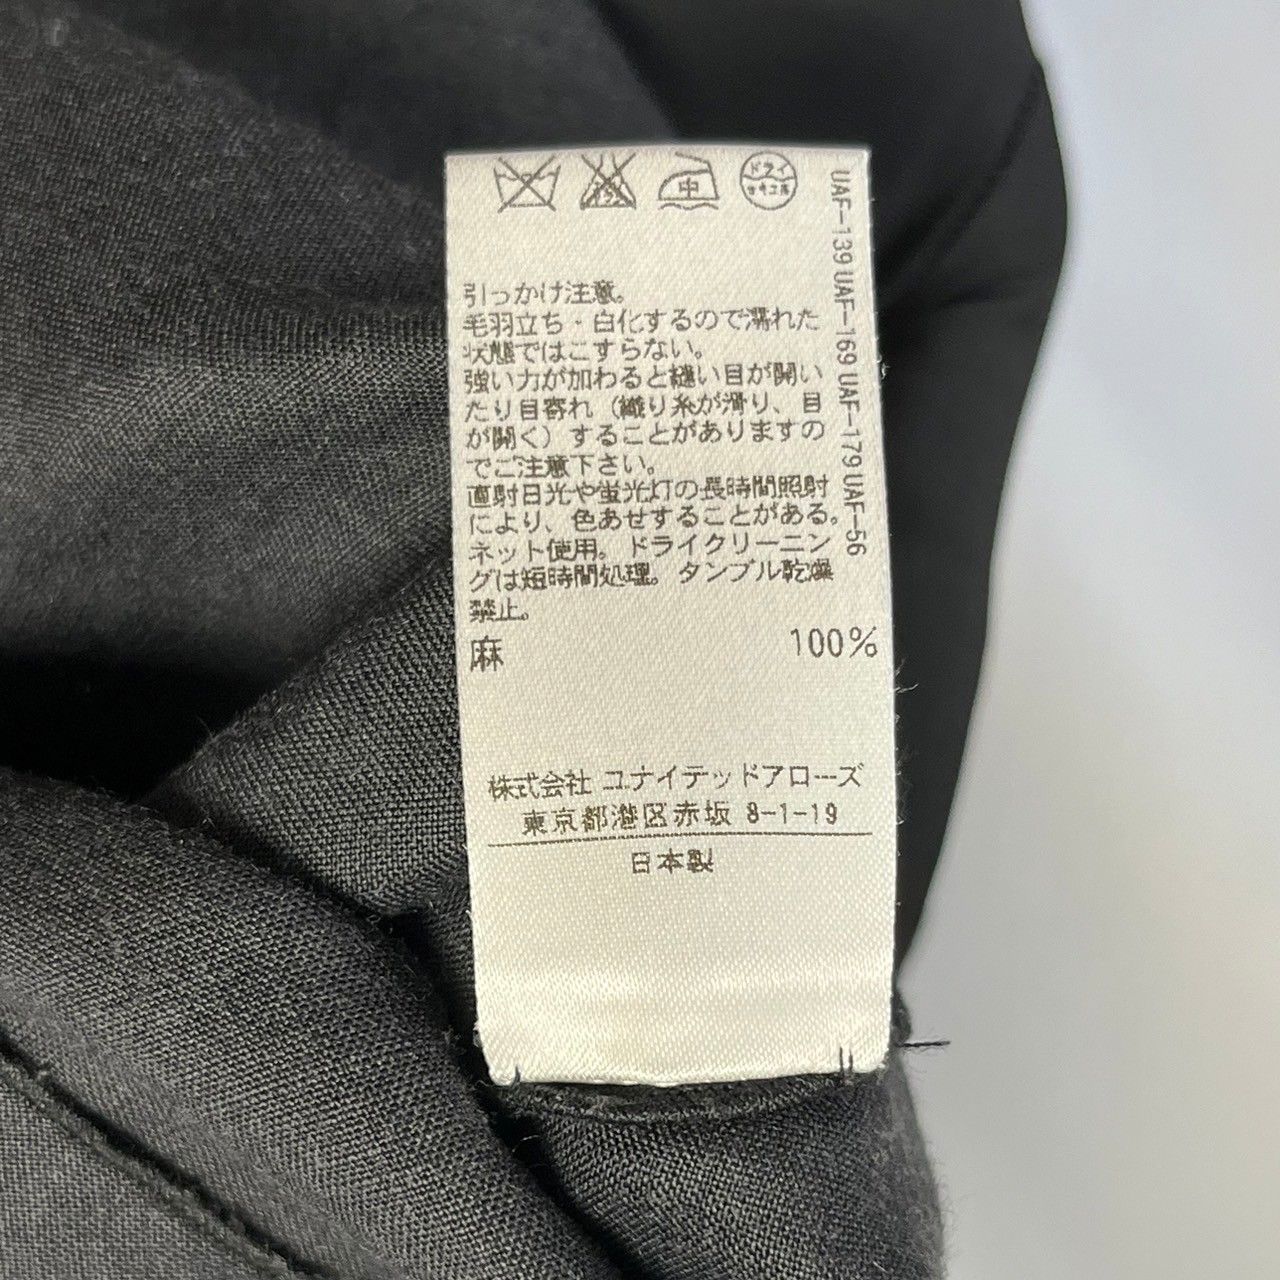 中
ドライ
引っかけ注意。
毛羽立ち・白化するので濡れた
状態ではこすらない。
強い力が加わると縫い目が開い
たり目寄れ（織り糸が滑り、目
が開く）することがありますの
でご注意下さい。
直射日光や蛍光灯の長時間照射
により、色あせすることがある。
ネット使用。ドライクリーニン
グは短時間処理。タンブル乾燥
禁止。
麻 100%
株式会社 ユナイテッドアローズ
東京都港区赤坂 8-1-19
日本製
UAF-139 UAF-169 UAF-179 UAF-56